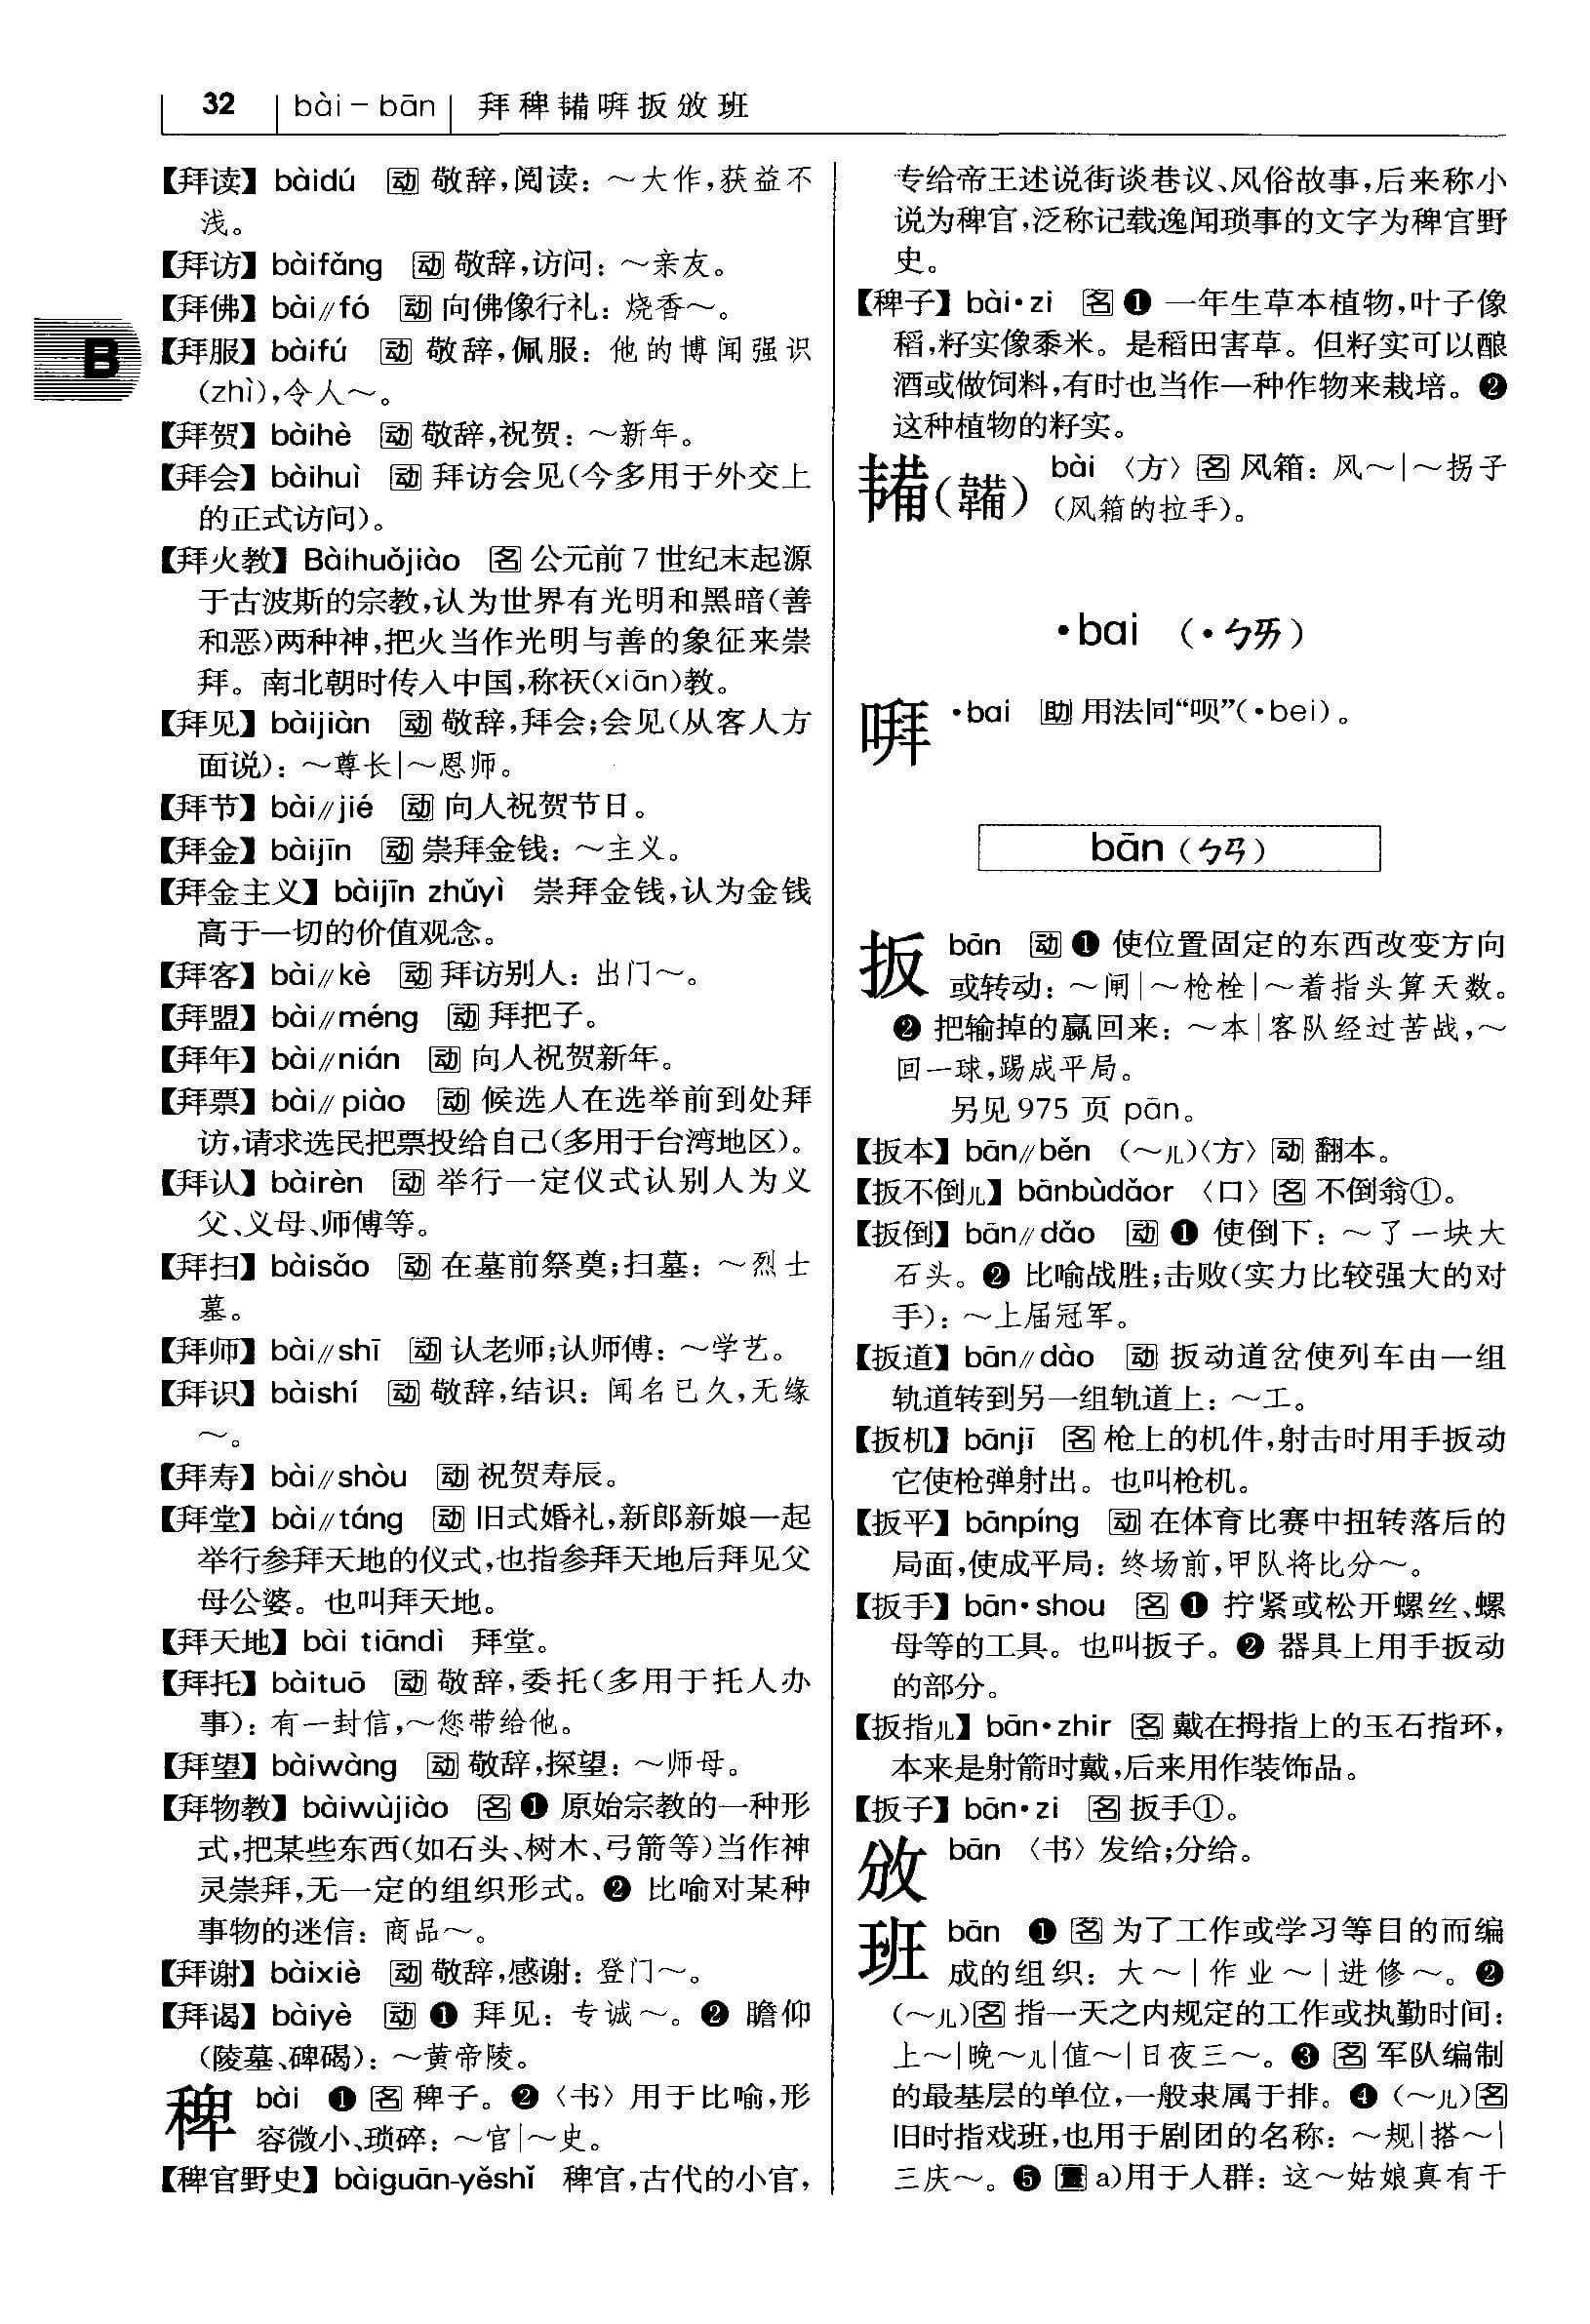 32 bài－bān 拜稗𫖔㗑扳攽班
【拜读】bàidú 动 敬辞，阅读：～大作，获益不
浅。
【拜访】bàifǎng 动 敬辞，访问：～亲友。
【拜佛】bài∥fó 动 向佛像行礼：烧香～。
B
【拜服】bàifú 动 敬辞，佩服：他的博闻强识
(zhì)，令人～。
【拜贺】bàihè 动 敬辞，祝贺：～新年。
【拜会】bàihuì 动 拜访会见（今多用于外交上
的正式访问）。
【拜火教】Bàihuǒjiào 名 公元前7世纪末起源
于古波斯的宗教，认为世界有光明和黑暗（善
和恶）两种神，把火当作光明与善的象征来崇
拜。南北朝时传入中国，称祆(xiān)教。
【拜见】bàijiàn 动 敬辞，拜会；会见（从客人方
面说）：～尊长|～恩师。
【拜节】bài∥jié 动 向人祝贺节日。
【拜金】bàijīn 动 崇拜金钱：～主义。
【拜金主义】bàijīn zhǔyì 崇拜金钱，认为金钱
高于一切的价值观念。
【拜客】bài∥kè 动 拜访别人：出门～。
【拜盟】bài∥méng 动 拜把子。
【拜年】bài∥nián 动 向人祝贺新年。
【拜票】bài∥piào 动 候选人在选举前到处拜
访，请求选民把票投给自己（多用于台湾地区）。
【拜认】bàirèn 动 举行一定仪式认别人为义
父、义母、师傅等。
【拜扫】bàisǎo 动 在墓前祭奠；扫墓：～烈士
墓。
【拜师】bài∥shī 动 认老师；认师傅：～学艺。
【拜识】bàishí 动 敬辞，结识：闻名已久，无缘
～。
【拜寿】bài∥shòu 动 祝贺寿辰。
【拜堂】bài∥táng 动 旧式婚礼，新郎新娘一起
举行参拜天地的仪式，也指参拜天地后拜见父
母公婆。也叫拜天地。
【拜天地】bài tiāndì 拜堂。
【拜托】bàituō 动 敬辞，委托（多用于托人办
事）：有一封信，～您带给他。
【拜望】bàiwàng 动 敬辞，探望：～师母。
【拜物教】bàiwùjiào 名 ❶ 原始宗教的一种形
式，把某些东西（如石头、树木、弓箭等）当作神
灵崇拜，无一定的组织形式。❷ 比喻对某种
事物的迷信：商品～。
【拜谢】bàixiè 动 敬辞，感谢：登门～。
【拜谒】bàiyè 动 ❶ 拜见：专诚～。❷ 瞻仰
（陵墓、碑碣）：～黄帝陵。
稗 bài ❶ 名 稗子。❷〈书〉用于比喻，形
容微小、琐碎：～官|～史。
【稗官野史】bàiguān-yěshǐ 稗官，古代的小官，
专给帝王述说街谈巷议、风俗故事，后来称小
说为稗官，泛称记载逸闻琐事的文字为稗官野
史。
【稗子】bài•zi 名 ❶ 一年生草本植物，叶子像
稻，籽实像黍米。是稻田害草。但籽实可以酿
酒或做饲料，有时也当作一种作物来栽培。❷
这种植物的籽实。
𫖔（韛） bài 〈方〉名 风箱：风～|～拐子
（风箱的拉手）。
•bai （•ㄅㄞ）
㗑 •bai 助 用法同“呗”(•bei)。
bān（ㄅㄢ）
扳 bān 动 ❶ 使位置固定的东西改变方向
或转动：～闸|～枪栓|～着指头算天数。
❷ 把输掉的赢回来：～本|客队经过苦战，～
回一球，踢成平局。
另见975 页 pān。
【扳本】bān∥běn （～儿）〈方〉动 翻本。
【扳不倒儿】bānbùdǎor 〈口〉名 不倒翁①。
【扳倒】bān∥dǎo 动 ❶ 使倒下：～了一块大
石头。❷ 比喻战胜；击败（实力比较强大的对
手）：～上届冠军。
【扳道】bān∥dào 动 扳动道岔使列车由一组
轨道转到另一组轨道上：～工。
【扳机】bānjī 名 枪上的机件，射击时用手扳动
它使枪弹射出。也叫枪机。
【扳平】bānpíng 动 在体育比赛中扭转落后的
局面，使成平局：终场前，甲队将比分～。
【扳手】bān•shou 名 ❶ 拧紧或松开螺丝、螺
母等的工具。也叫扳子。❷ 器具上用手扳动
的部分。
【扳指儿】bān•zhir 名 戴在拇指上的玉石指环，
本来是射箭时戴，后来用作装饰品。
【扳子】bān•zi 名 扳手①。
攽 bān 〈书〉发给；分给。
班 bān ❶ 名 为了工作或学习等目的而编
成的组织：大～|作业～|进修～。❷
（～儿）名 指一天之内规定的工作或执勤时间：
上～|晚～儿|值～|日夜三～。❸ 名 军队编制
的最基层的单位，一般隶属于排。❹（～儿）名
旧时指戏班，也用于剧团的名称：～规|搭～|
三庆～。❺ 量 a）用于人群：这～姑娘真有干